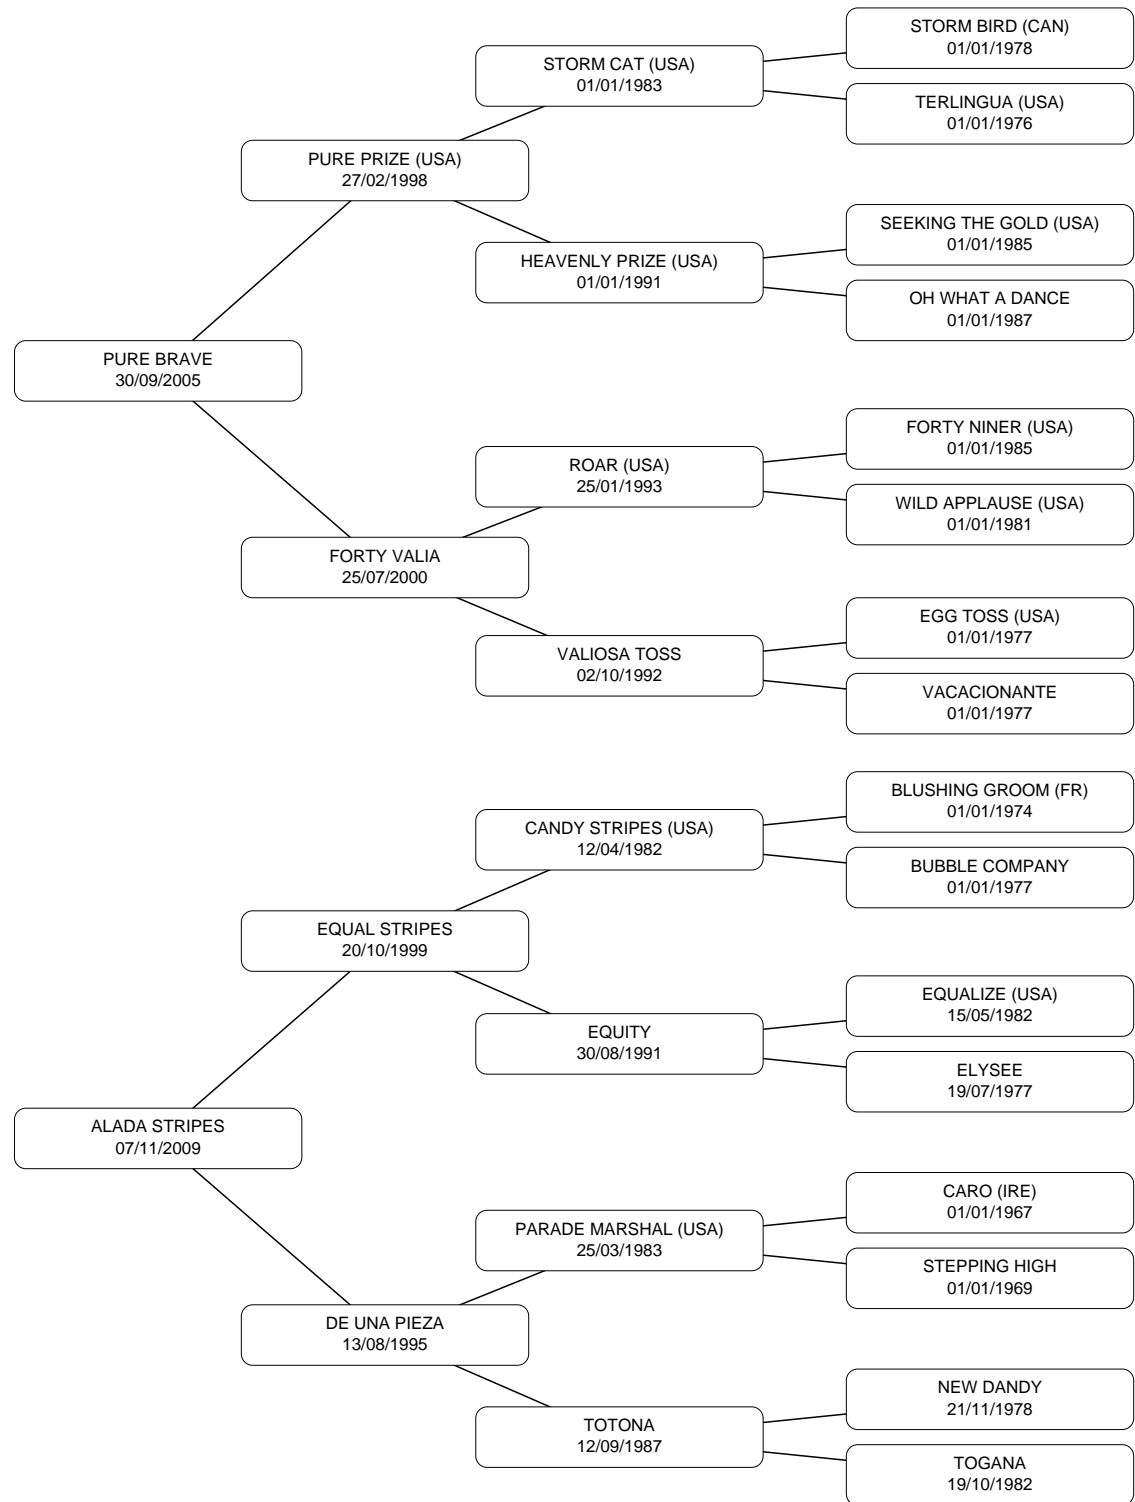 STORM BIRD (CAN)
01/01/1978
STORM CAT (USA)
01/01/1983
TERLINGUA (USA)
01/01/1976
PURE PRIZE (USA)
27/02/1998
SEEKING THE GOLD (USA)
01/01/1985
HEAVENLY PRIZE (USA)
01/01/1991
OH WHAT A DANCE
01/01/1987
PURE BRAVE
30/09/2005
FORTY NINER (USA)
01/01/1985
ROAR (USA)
25/01/1993
WILD APPLAUSE (USA)
01/01/1981
FORTY VALIA
25/07/2000
EGG TOSS (USA)
01/01/1977
VALIOSA TOSS
02/10/1992
VACACIONANTE
01/01/1977
BLUSHING GROOM (FR)
01/01/1974
CANDY STRIPES (USA)
12/04/1982
BUBBLE COMPANY
01/01/1977
EQUAL STRIPES
20/10/1999
EQUALIZE (USA)
15/05/1982
EQUITY
30/08/1991
ELYSEE
19/07/1977
ALADA STRIPES
07/11/2009
CARO (IRE)
01/01/1967
PARADE MARSHAL (USA)
25/03/1983
STEPPING HIGH
01/01/1969
DE UNA PIEZA
13/08/1995
NEW DANDY
21/11/1978
TOTONA
12/09/1987
TOGANA
19/10/1982